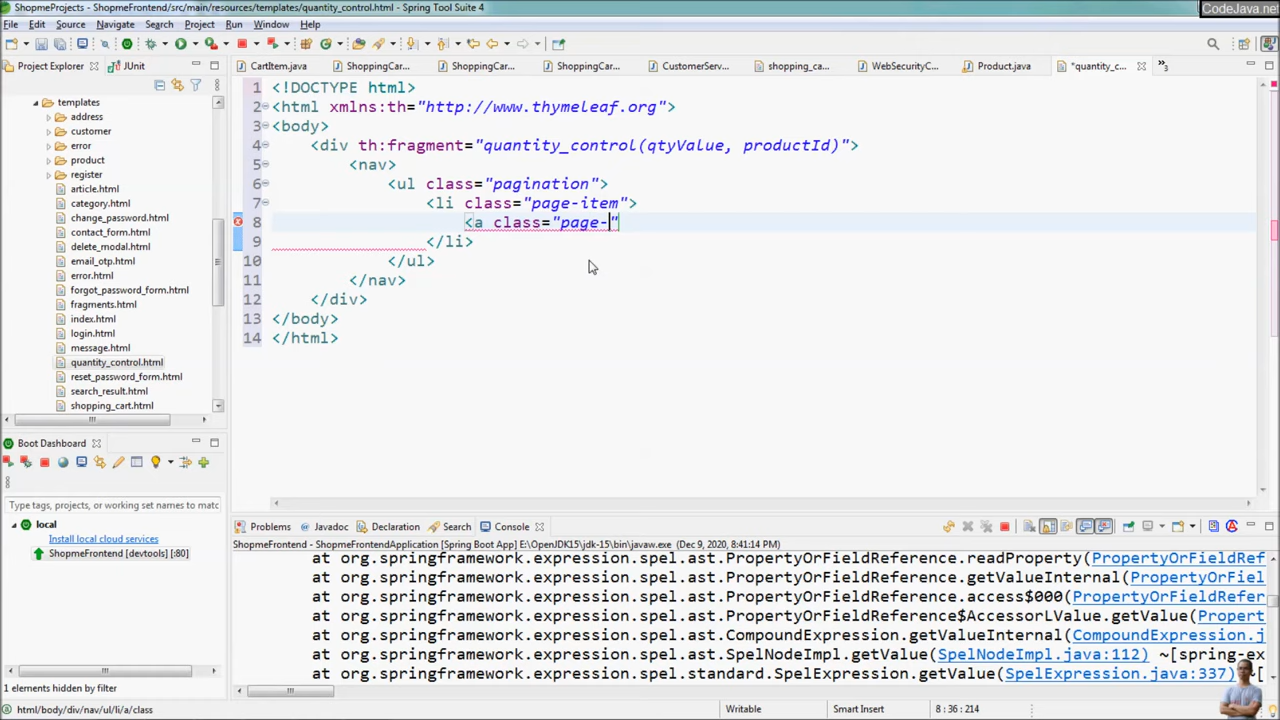 ShopmeProjects - ShopmeFrontend/src/main/resources/templates/quantity_control.html - Spring Tool Suite 4
CodeJava.net
File Edit Source Navigate Search Project Run Window Help
Project Explorer JUnit
CartItem.java ShoppingCar... ShoppingCar... ShoppingCar... CustomerServ... shopping_ca... WebSecurityC... Product.java *quantity_c... »3
templates
address
customer
error
product
register
article.html
category.html
change_password.html
contact_form.html
delete_modal.html
email_otp.html
error.html
forgot_password_form.html
fragments.html
index.html
login.html
message.html
quantity_control.html
reset_password_form.html
search_result.html
shopping_cart.html
1 <!DOCTYPE html>
2 <html xmlns:th="http://www.thymeleaf.org">
3 <body>
4 <div th:fragment="quantity_control(qtyValue, productId)">
5 <nav>
6 <ul class="pagination">
7 <li class="page-item">
8 <a class="page-"
9 </li>
10 </ul>
11 </nav>
12 </div>
13 </body>
14 </html>
Boot Dashboard
Type tags, projects, or working set names to matc
local
Install local cloud services
ShopmeFrontend [devtools] [:80]
1 elements hidden by filter
Problems Javadoc Declaration Search Console
ShopmeFrontend - ShopmeFrontendApplication [Spring Boot App] E:\OpenJDK15\jdk-15\bin\javaw.exe (Dec 9, 2020, 8:41:14 PM)
at org.springframework.expression.spel.ast.PropertyOrFieldReference.readProperty(PropertyOrFieldRef
at org.springframework.expression.spel.ast.PropertyOrFieldReference.getValueInternal(PropertyOrFiel
at org.springframework.expression.spel.ast.PropertyOrFieldReference.access$000(PropertyOrFieldRefer
at org.springframework.expression.spel.ast.PropertyOrFieldReference$AccessorLValue.getValue(Propert
at org.springframework.expression.spel.ast.CompoundExpression.getValueInternal(CompoundExpression.j
at org.springframework.expression.spel.ast.SpelNodeImpl.getValue(SpelNodeImpl.java:112) ~[spring-ex
at org.springframework.expression.spel.standard.SpelExpression.getValue(SpelExpression.java:337) ~[
html/body/div/nav/ul/li/a/class Writable Smart Insert 8 : 36 : 214